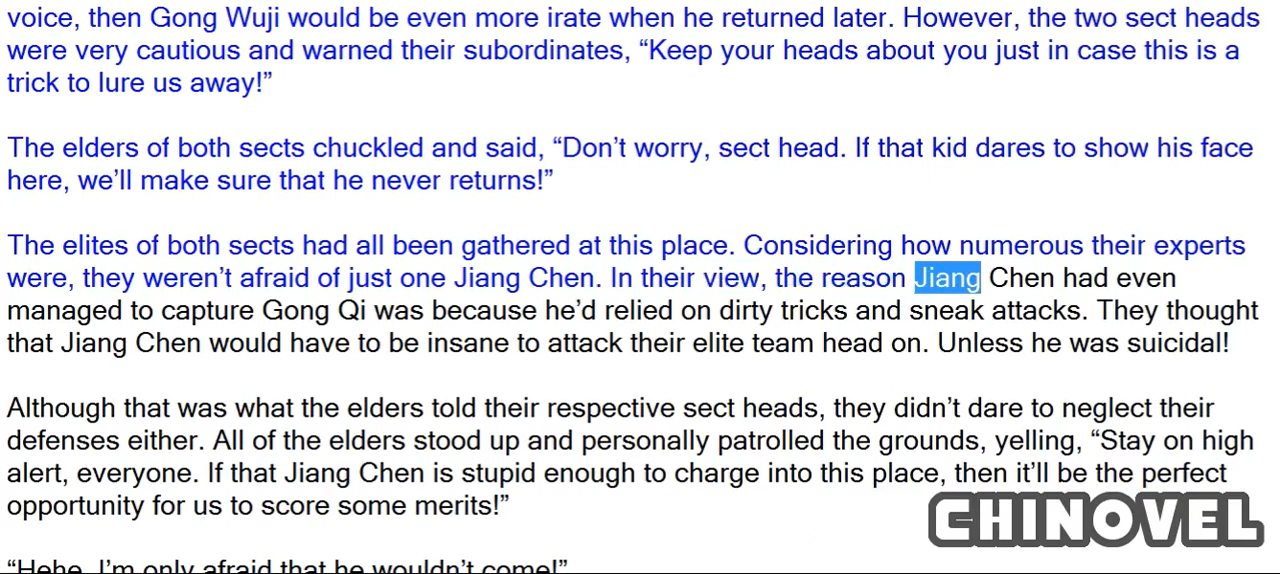 voice, then Gong Wuji would be even more irate when he returned later. However, the two sect heads
were very cautious and warned their subordinates, “Keep your heads about you just in case this is a
trick to lure us away!”
The elders of both sects chuckled and said, “Don’t worry, sect head. If that kid dares to show his face
here, we’ll make sure that he never returns!”
The elites of both sects had all been gathered at this place. Considering how numerous their experts
were, they weren’t afraid of just one Jiang Chen. In their view, the reason Jiang Chen had even
managed to capture Gong Qi was because he’d relied on dirty tricks and sneak attacks. They thought
that Jiang Chen would have to be insane to attack their elite team head on. Unless he was suicidal!
Although that was what the elders told their respective sect heads, they didn’t dare to neglect their
defenses either. All of the elders stood up and personally patrolled the grounds, yelling, “Stay on high
alert, everyone. If that Jiang Chen is stupid enough to charge into this place, then it’ll be the perfect
opportunity for us to score some merits!”
CHINOVEL
“Hehe, I’m only afraid that he wouldn’t come!”